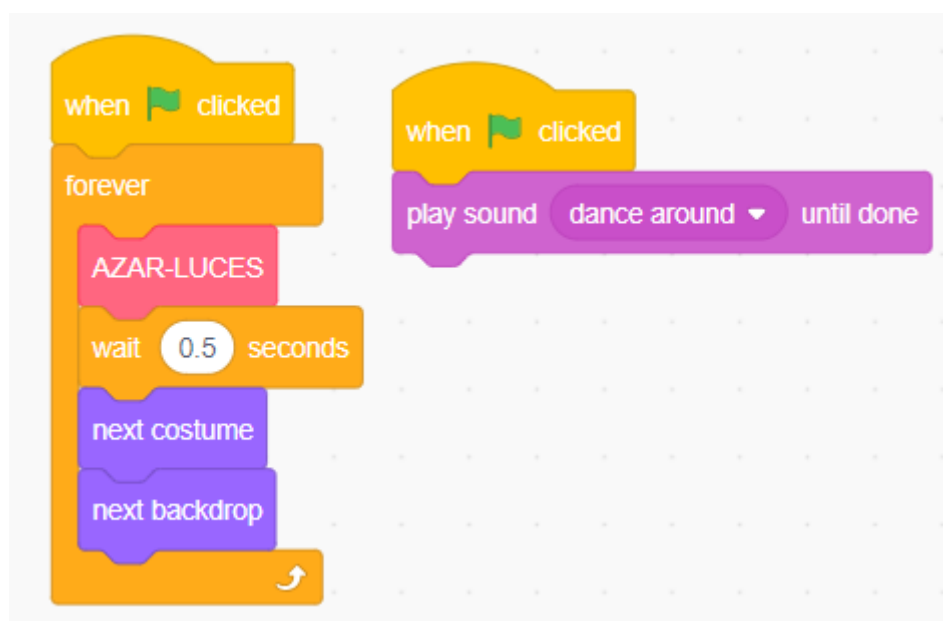 when clicked
forever
AZAR-LUCES
wait 0.5 seconds
next costume
next backdrop
when clicked
play sound dance around until done